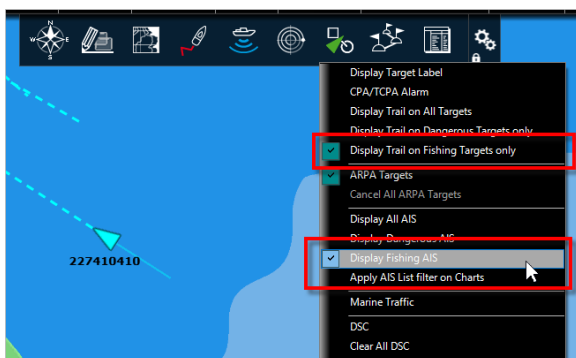 N
W
E
S
Display Target Label
CPA/TCPA Alarm
Display Trail on All Targets
Display Trail on Dangerous Targets only
Display Trail on Fishing Targets only
ARPA Targets
Cancel All ARPA Targets
Display All AIS
Display Dangerous AIS
Display Fishing AIS
Apply AIS List filter on Charts
Marine Traffic
DSC
Clear All DSC
227410410